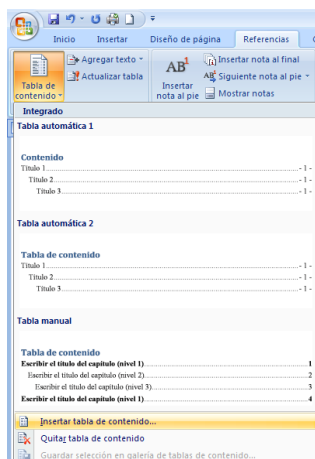 Inicio Insertar Diseño de página Referencias
Agregar texto
Actualizar tabla
Tabla de contenido
AB1
Insertar nota al pie
Insertar nota al final
Siguiente nota al pie
Mostrar notas
Integrado
Tabla automática 1
Contenido
Título 1 - 1 -
Título 2 - 1 -
Título 3 - 1 -
Tabla automática 2
Tabla de contenido
Título 1 - 1 -
Título 2 - 1 -
Título 3 - 1 -
Tabla manual
Tabla de contenido
Escribir el título del capítulo (nivel 1) 1
Escribir el título del capítulo (nivel 2) 2
Escribir el título del capítulo (nivel 3) 3
Escribir el título del capítulo (nivel 1) 4
Insertar tabla de contenido...
Quitar tabla de contenido
Guardar selección en galería de tablas de contenido...